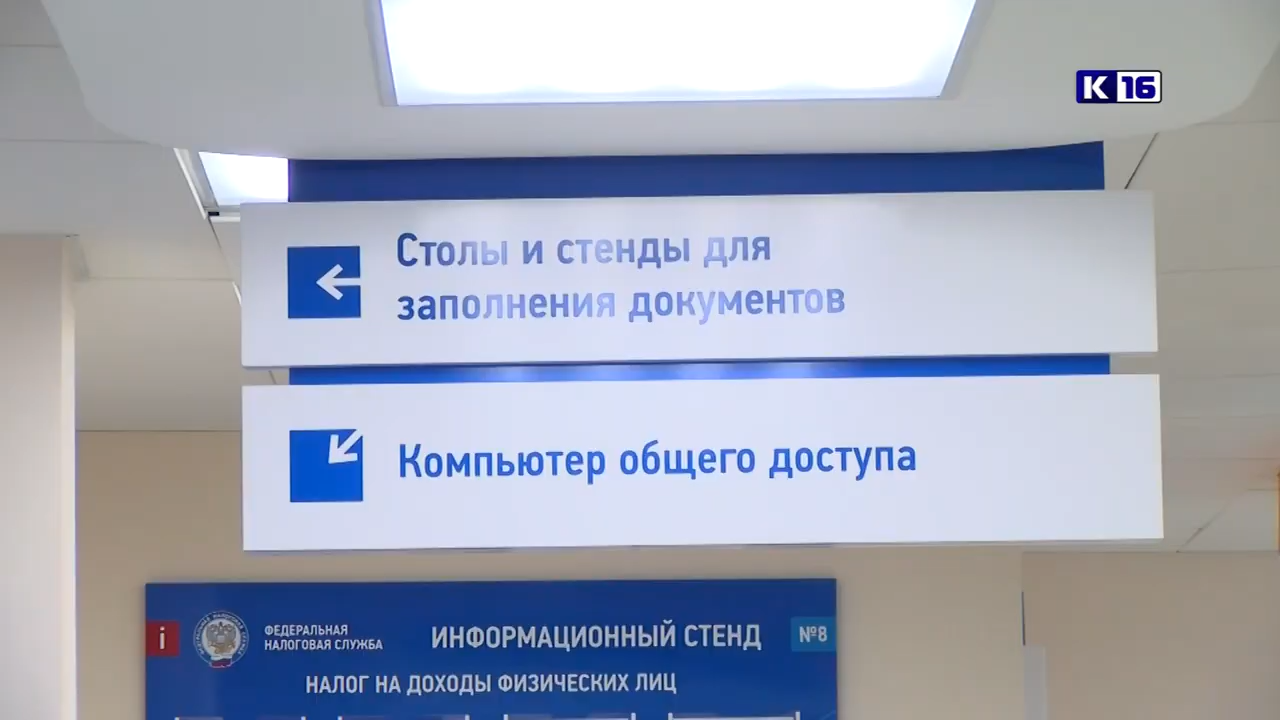 К 16
Столы и стенды для
заполнения документов
Компьютер общего доступа
i
ФЕДЕРАЛЬНАЯ
НАЛОГОВАЯ СЛУЖБА
ИНФОРМАЦИОННЫЙ СТЕНД
№8
НАЛОГ НА ДОХОДЫ ФИЗИЧЕСКИХ ЛИЦ